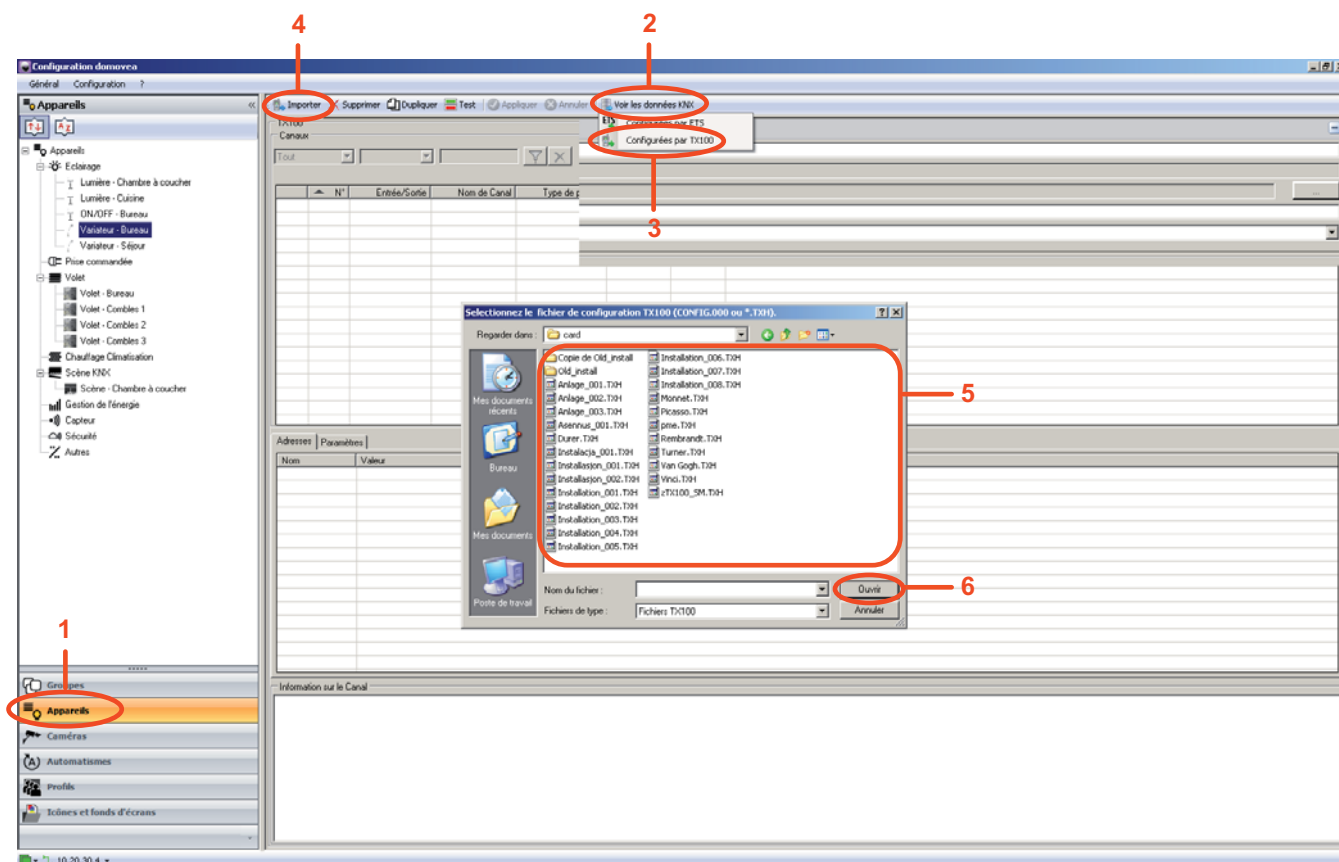 4
2
Configuration domovea
Général Configuration ?
Appareils «
Importer Supprimer Dupliquer Test Appliquer Annuler Voir les données KNX
Configurées par ETS
Configurées par TX100
3
TX100
Canaux
Tout
N° Entrée/Sortie Nom de Canal Type de p
...
Appareils
Eclairage
Lumière - Chambre à coucher
Lumière - Cuisine
ON/OFF - Bureau
Variateur - Bureau
Variateur - Séjour
Prise commandée
Volet
Volet - Bureau
Volet - Combles 1
Volet - Combles 2
Volet - Combles 3
Chauffage Climatisation
Scène KNX
Scène - Chambre à coucher
Gestion de l'énergie
Capteur
Sécurité
Autres
Selectionnez le fichier de configuration TX100 (CONFIG.000 ou *.TXH).
Regarder dans : card
Mes documents récents
Bureau
Mes documents
Poste de travail
Copie de Old_install
Old_install
Anlage_001.TXH
Anlage_002.TXH
Anlage_003.TXH
Asennus_001.TXH
Durer.TXH
Instalacja_001.TXH
Installasjon_001.TXH
Installasjon_002.TXH
Installation_001.TXH
Installation_002.TXH
Installation_003.TXH
Installation_004.TXH
Installation_005.TXH
Installation_006.TXH
Installation_007.TXH
Installation_008.TXH
Monnet.TXH
Picasso.TXH
pme.TXH
Rembrandt.TXH
Turner.TXH
Van Gogh.TXH
Vinci.TXH
zTX100_SM.TXH
5
Nom du fichier : Ouvrir
6
Fichiers de type : Fichiers TX100 Annuler
Adresses Paramètres
Nom Valeur
Information sur le Canal
1
Groupes
Appareils
Caméras
Automatismes
Profils
Icônes et fonds d'écrans
10.20.30.4